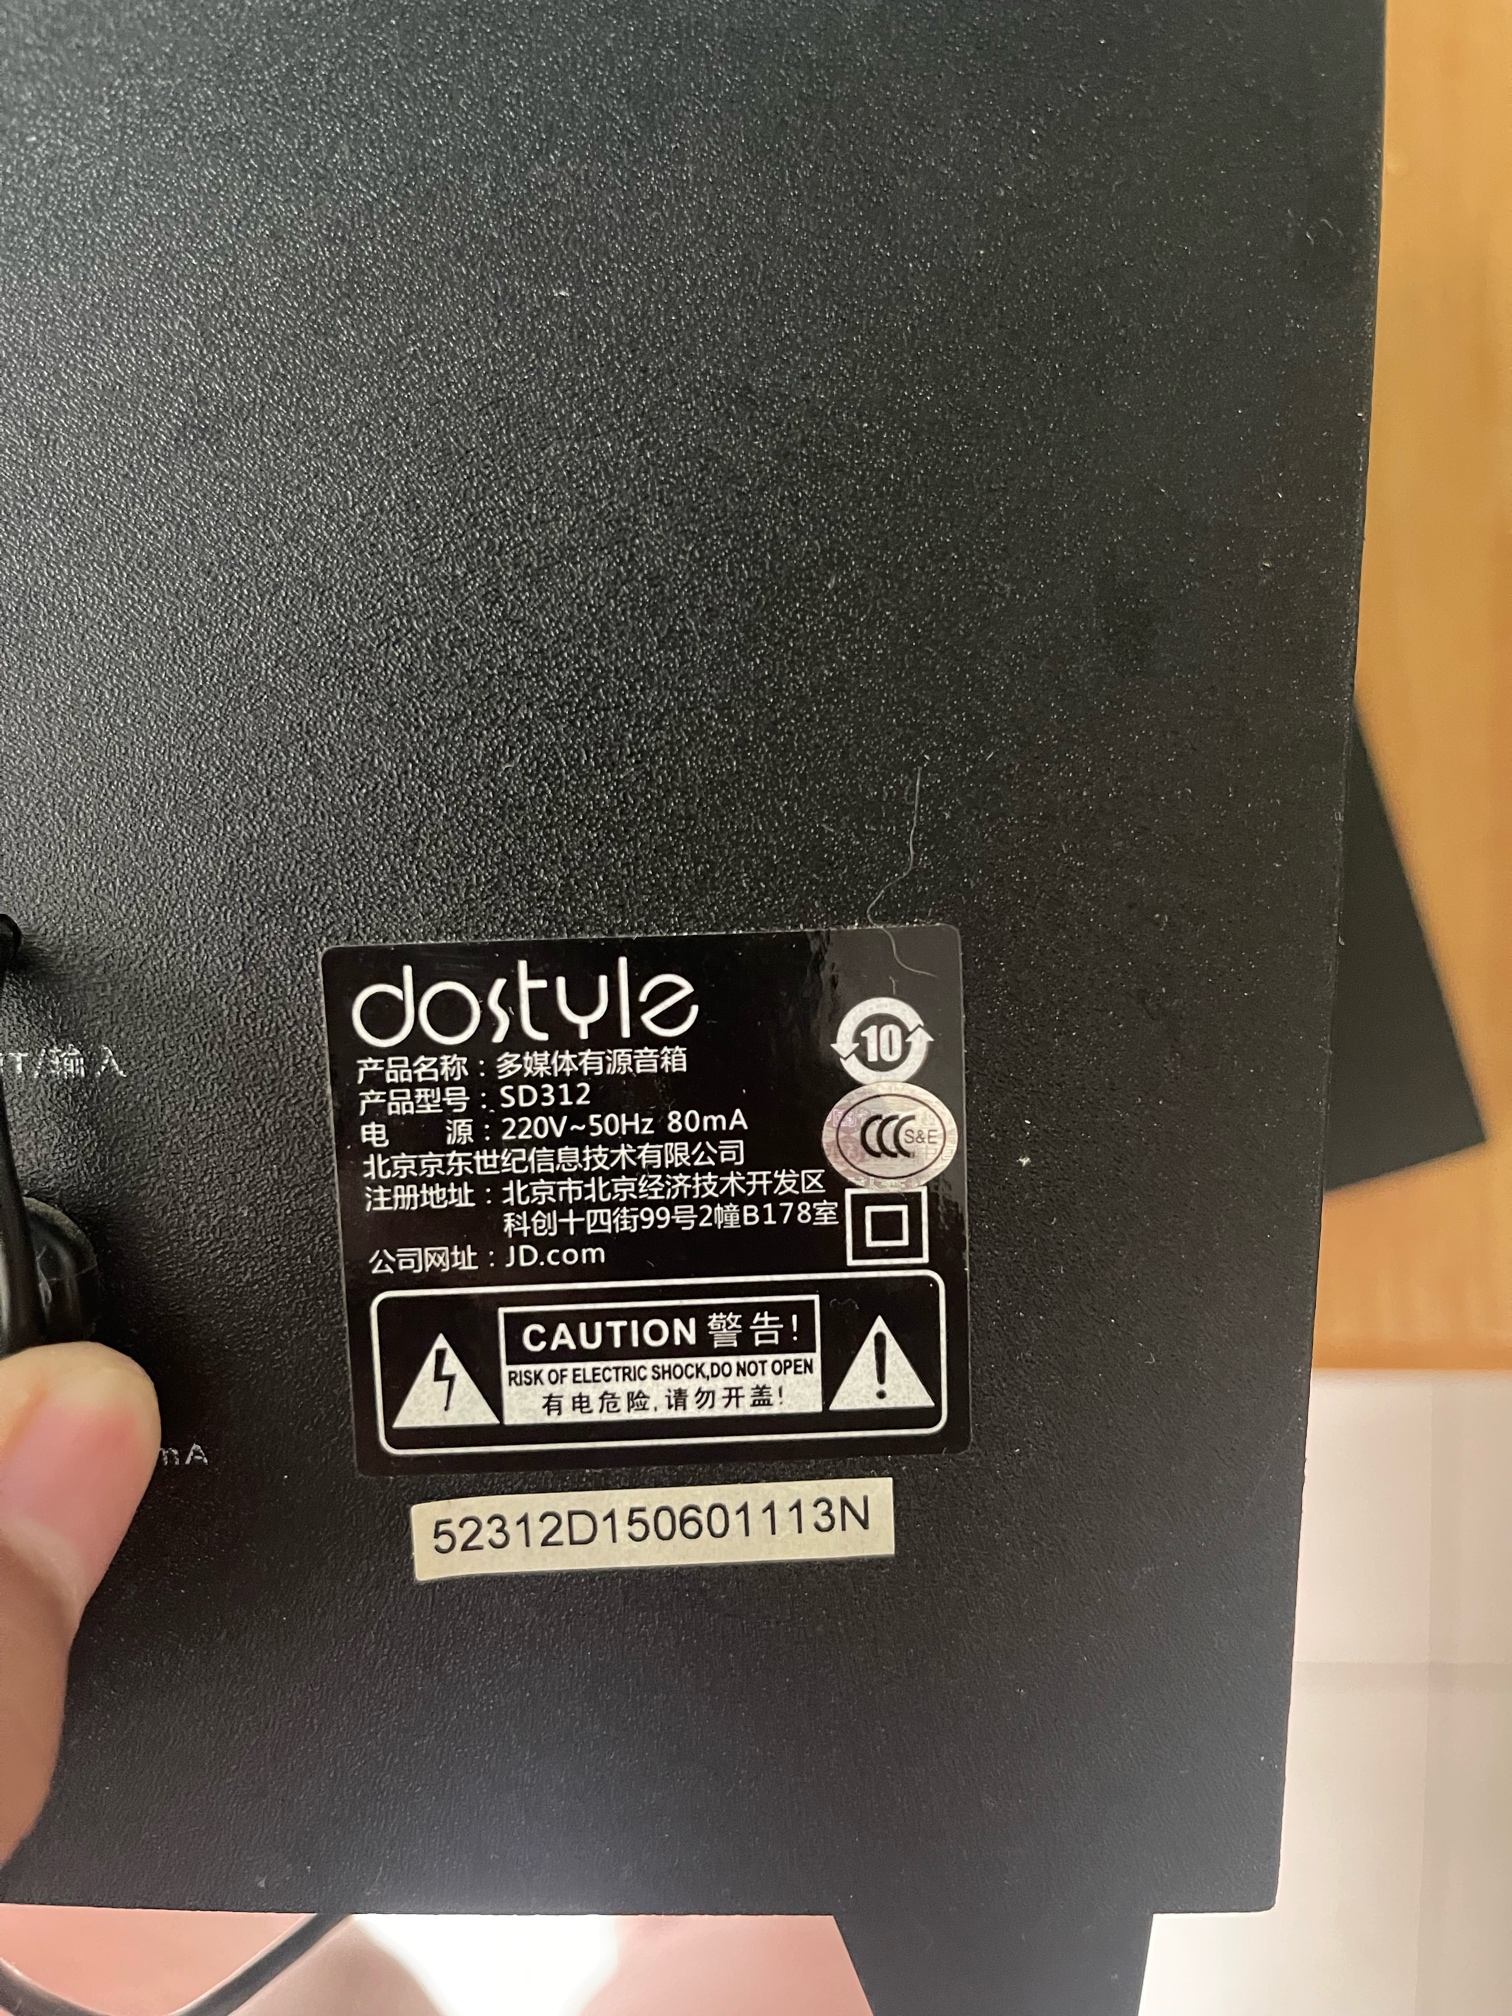 dostyle
产品名称：多媒体有源音箱
产品型号：SD312
电 源：220V~50Hz 80mA
北京京东世纪信息技术有限公司
注册地址：北京市北京经济技术开发区
科创十四街99号2幢B178室
公司网址：JD.com
10
CCC S&E
CAUTION 警告!
RISK OF ELECTRIC SHOCK,DO NOT OPEN
有电危险,请勿开盖!
52312D150601113N
/输入
mA